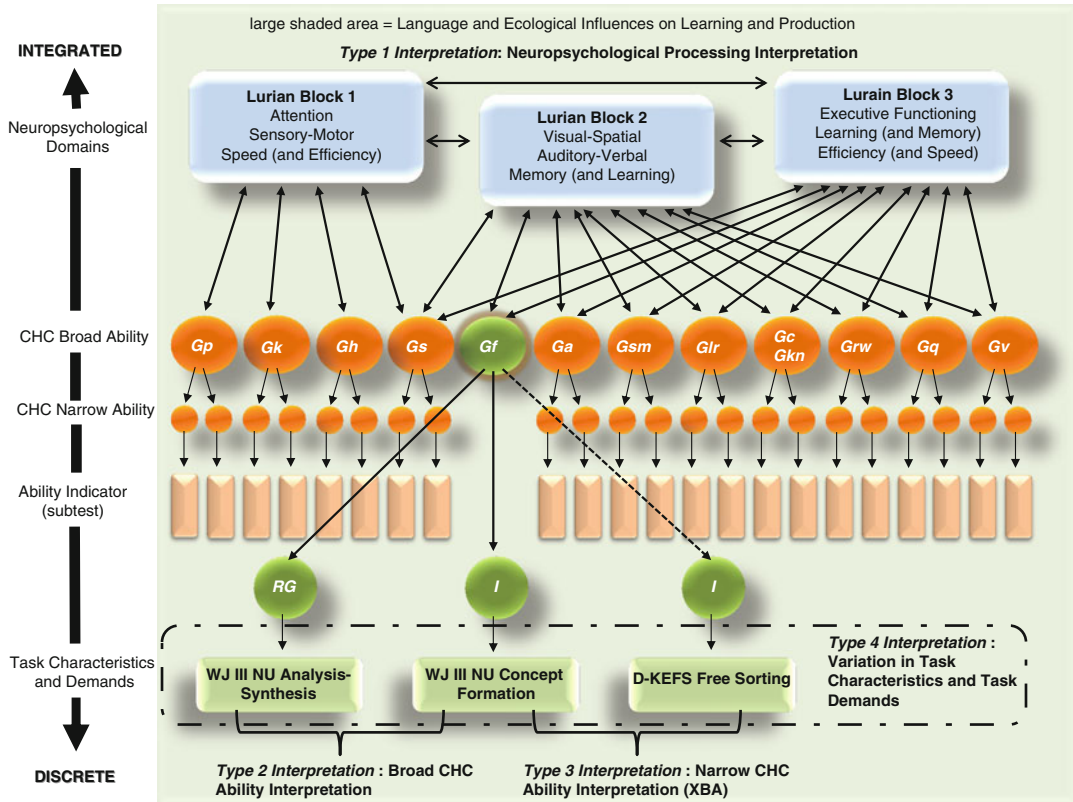 large shaded area = Language and Ecological Influences on Learning and Production
INTEGRATED
Type 1 Interpretation: Neuropsychological Processing Interpretation
Neuropsychological
Domains
Lurian Block 1
Attention
Sensory-Motor
Speed (and Efficiency)
Lurian Block 2
Visual-Spatial
Auditory-Verbal
Memory (and Learning)
Lurain Block 3
Executive Functioning
Learning (and Memory)
Efficiency (and Speed)
CHC Broad Ability
Gp
Gk
Gh
Gs
Gf
Ga
Gsm
Glr
Gc
Gkn
Grw
Gq
Gv
CHC Narrow Ability
Ability Indicator
(subtest)
RG
I
I
Task Characteristics
and Demands
WJ III NU Analysis-
Synthesis
WJ III NU Concept
Formation
D-KEFS Free Sorting
Type 4 Interpretation :
Variation in Task
Characteristics and Task
Demands
DISCRETE
Type 2 Interpretation : Broad CHC
Ability Interpretation
Type 3 Interpretation : Narrow CHC
Ability Interpretation (XBA)